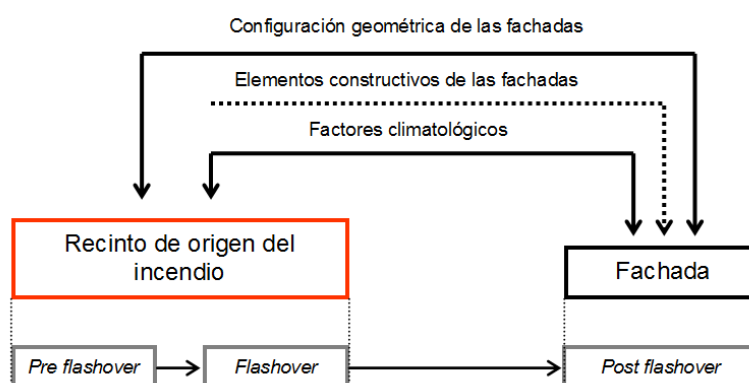 Configuración geométrica de las fachadas
Elementos constructivos de las fachadas
Factores climatológicos
Recinto de origen del
incendio
Fachada
Pre flashover
Flashover
Post flashover